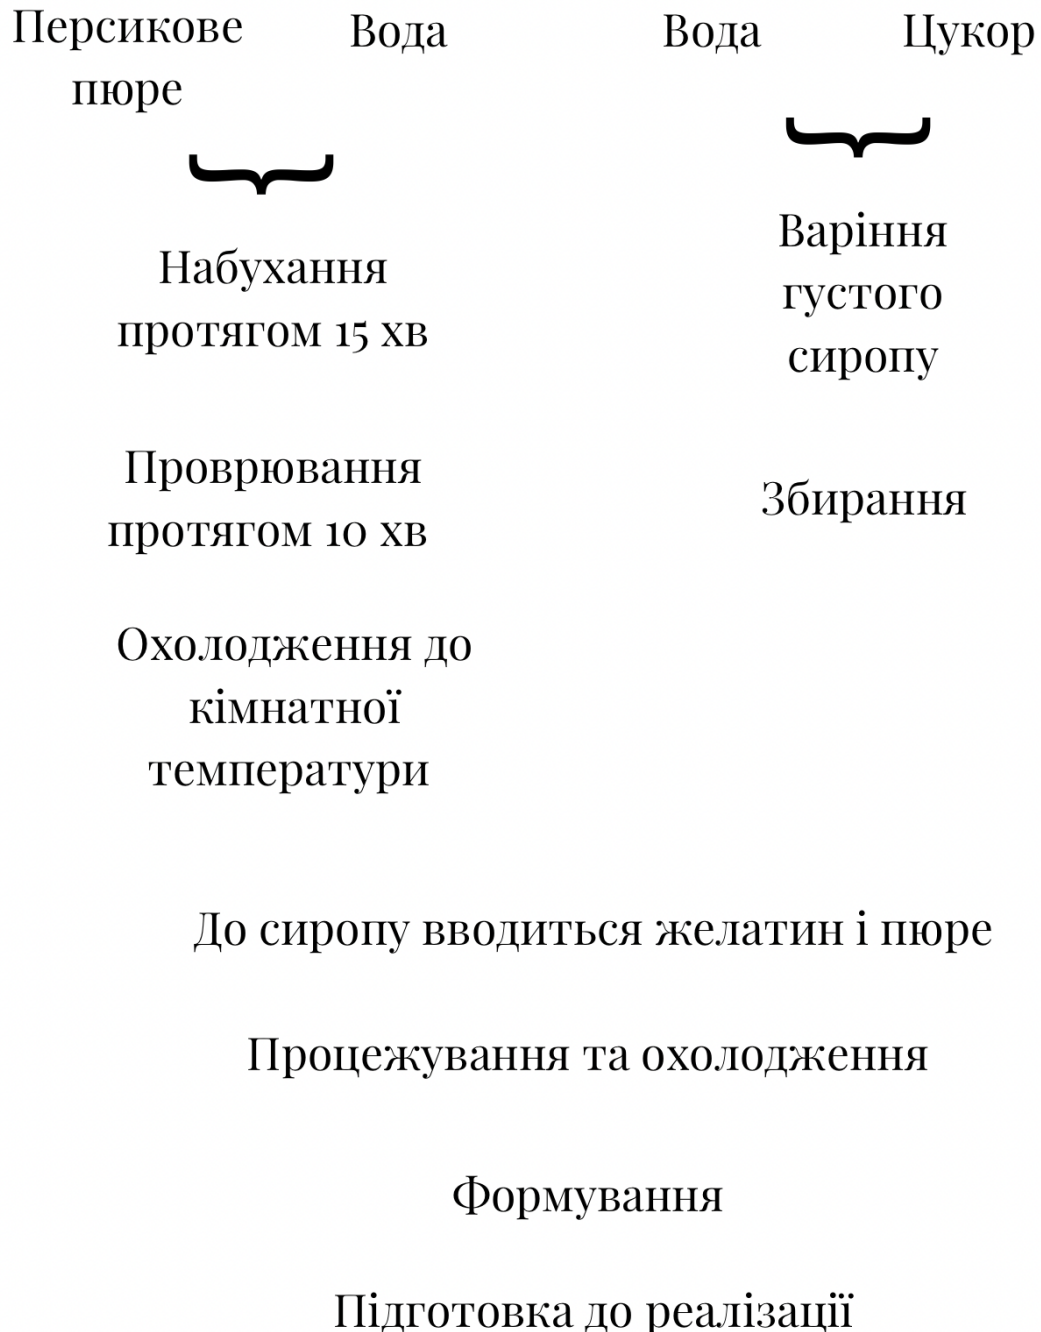 Персикове Вода Вода Цукор
пюре
Набухання
протягом 15 хв
Варіння
густого
сиропу
Проврювання
протягом 10 хв
Збирання
Охолодження до
кімнатної
температури
До сиропу вводиться желатин і пюре
Процежування та охолодження
Формування
Підготовка до реалізації